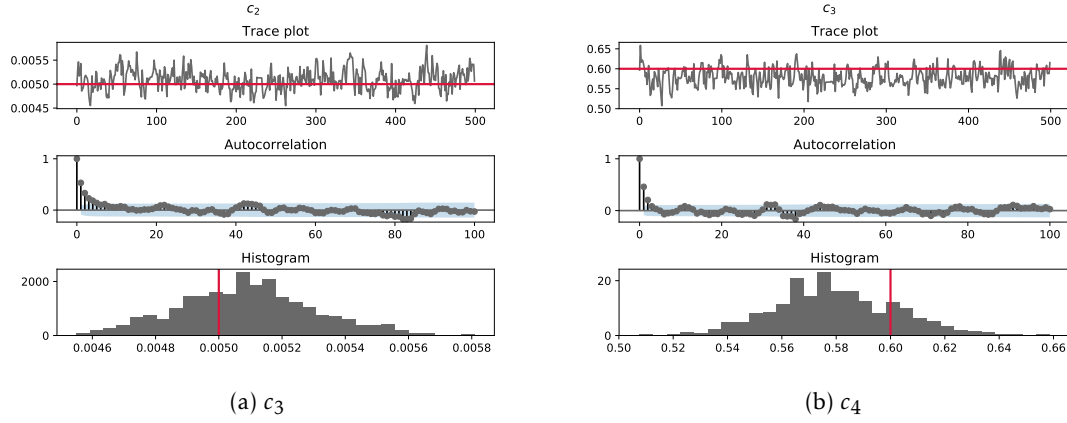 c2
Trace plot
0.0055
0.0050
0.0045
0 100 200 300 400 500
Autocorrelation
1
0
0 20 40 60 80 100
Histogram
2000
0
0.0046 0.0048 0.0050 0.0052 0.0054 0.0056 0.0058
(a) c3
c3
Trace plot
0.65
0.60
0.55
0.50
0 100 200 300 400 500
Autocorrelation
1
0
0 20 40 60 80 100
Histogram
20
0
0.50 0.52 0.54 0.56 0.58 0.60 0.62 0.64 0.66
(b) c4